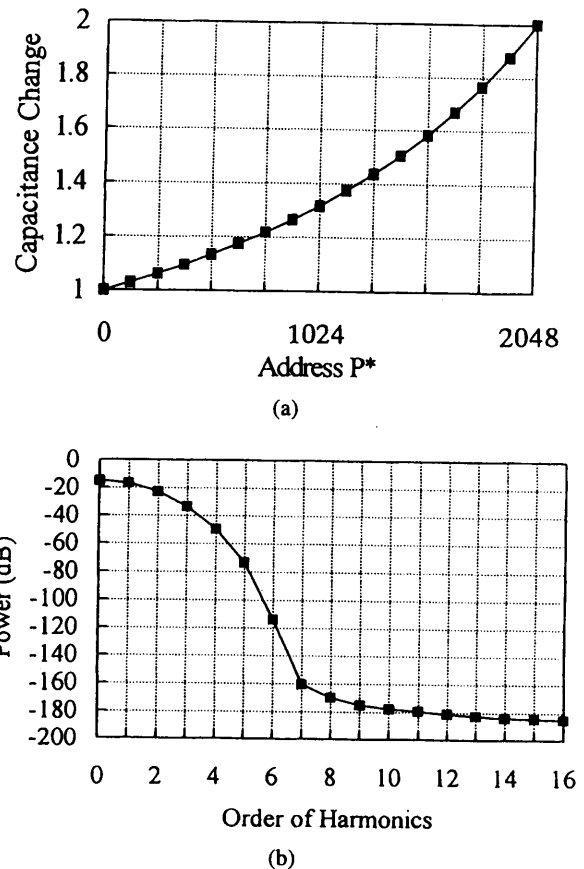 2
1.8
1.6
1.4
1.2
1
Capacitance Change
0 1024 2048
Address P*
(a)
0
-20
-40
-60
-80
-100
-120
-140
-160
-180
-200
Power (dB)
0 2 4 6 8 10 12 14 16
Order of Harmonics
(b)